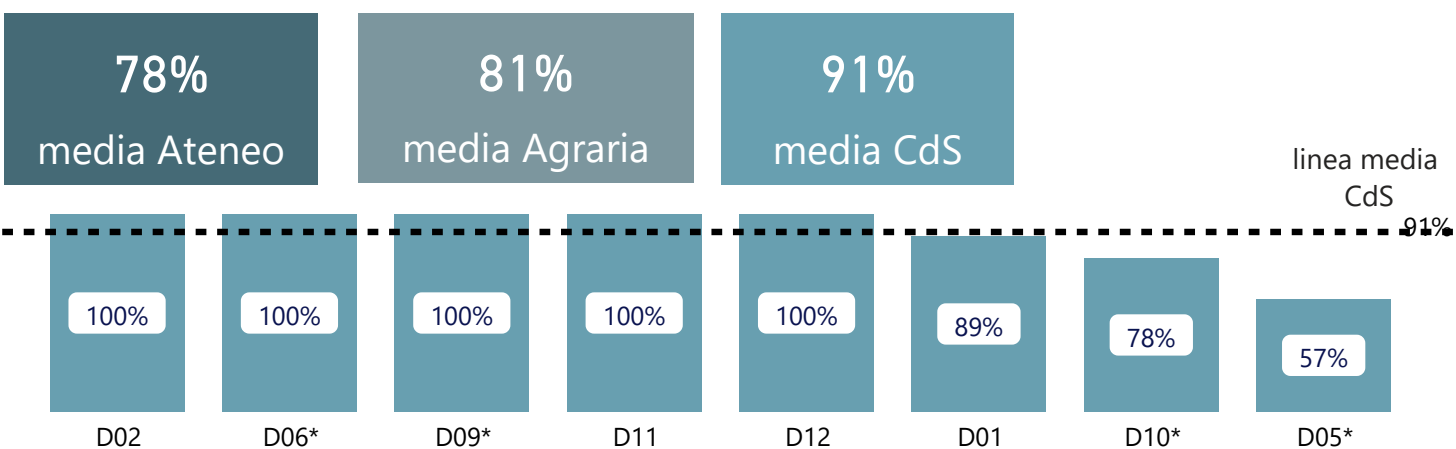 78%
media Ateneo
81%
media Agraria
91%
media CdS
linea media
CdS
91%
100%
100%
100%
100%
100%
89%
78%
57%
D02
D06*
D09*
D11
D12
D01
D10*
D05*